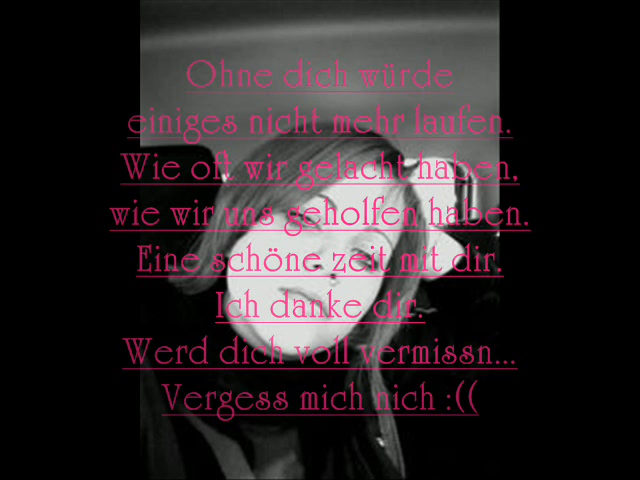 Ohne dich würde
einiges nicht mehr laufen.
Wie oft wir gelacht haben,
wie wir uns geholfen haben.
Eine schöne zeit mit dir.
Ich danke dir.
Werd dich voll vermissn...
Vergess mich nich :((